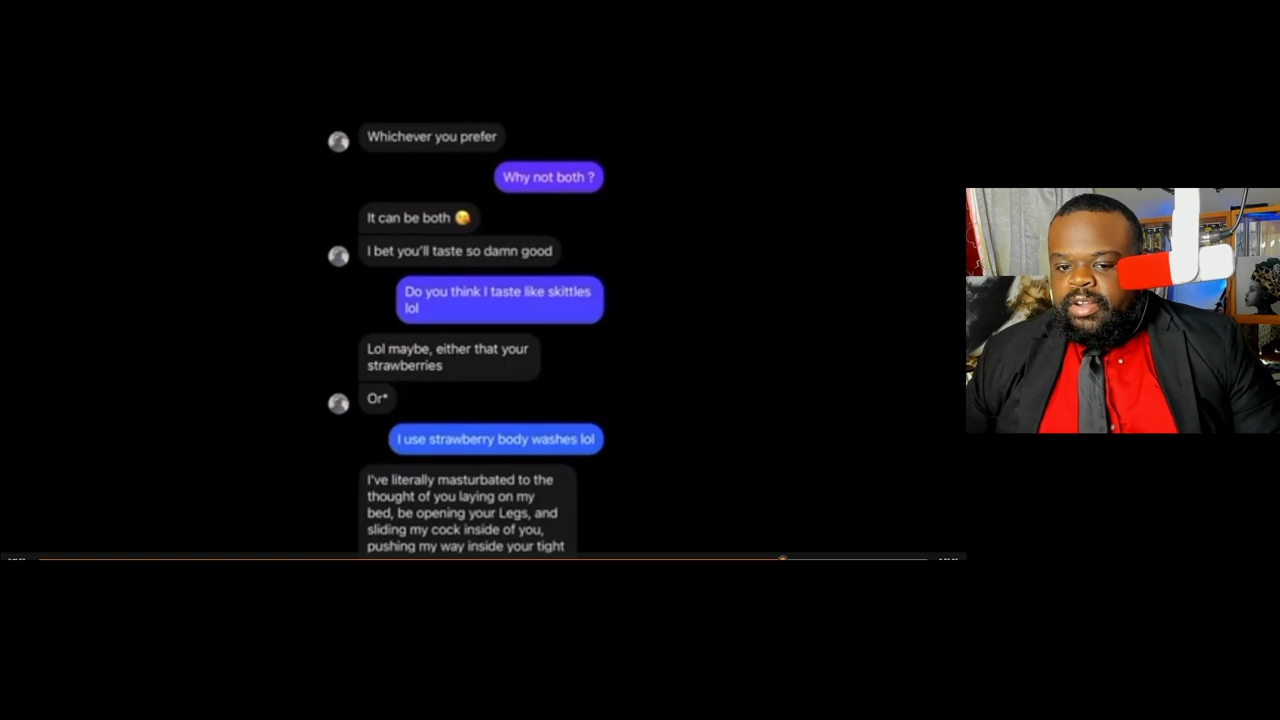 Whichever you prefer
Why not both ?
It can be both 😘
I bet you'll taste so damn good
Do you think I taste like skittles
lol
Lol maybe, either that your
strawberries
Or*
I use strawberry body washes lol
I've literally masturbated to the
thought of you laying on my
bed, be opening your Legs, and
sliding my cock inside of you,
pushing my way inside your tight